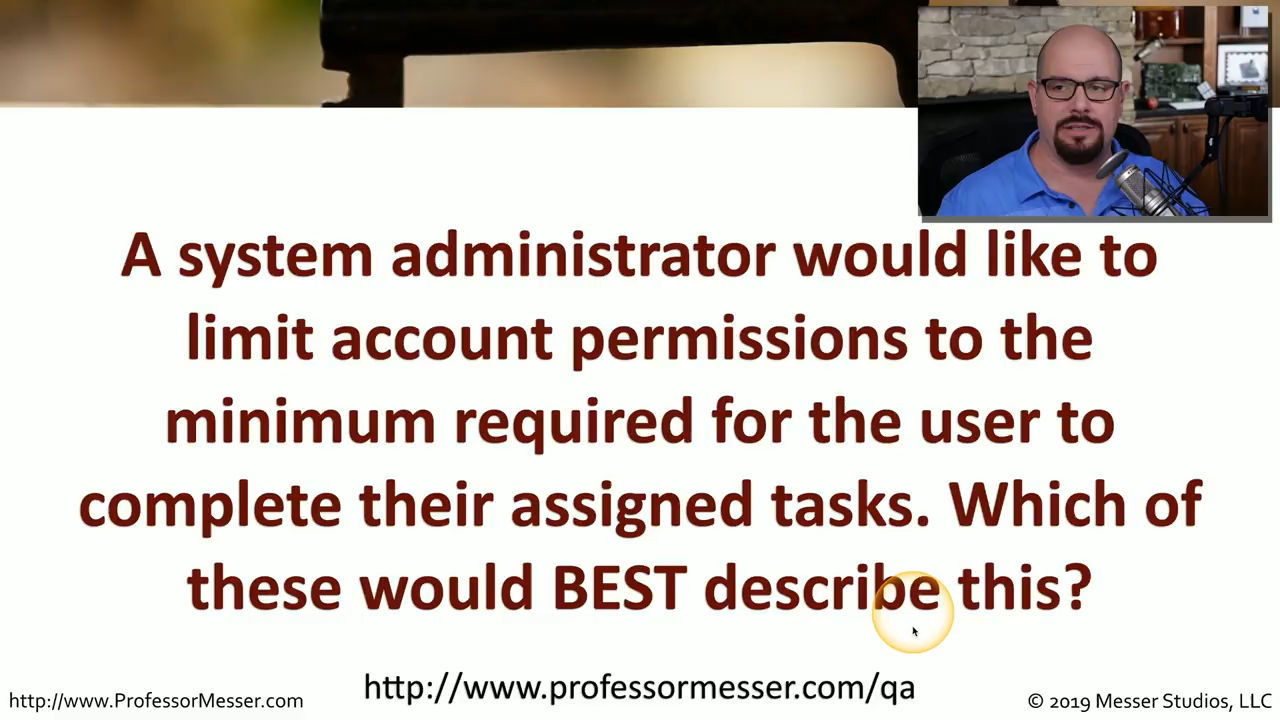 A system administrator would like to
limit account permissions to the
minimum required for the user to
complete their assigned tasks. Which of
these would BEST describe this?
http://www.professormesser.com/qa
http://www.ProfessorMesser.com
© 2019 Messer Studios, LLC